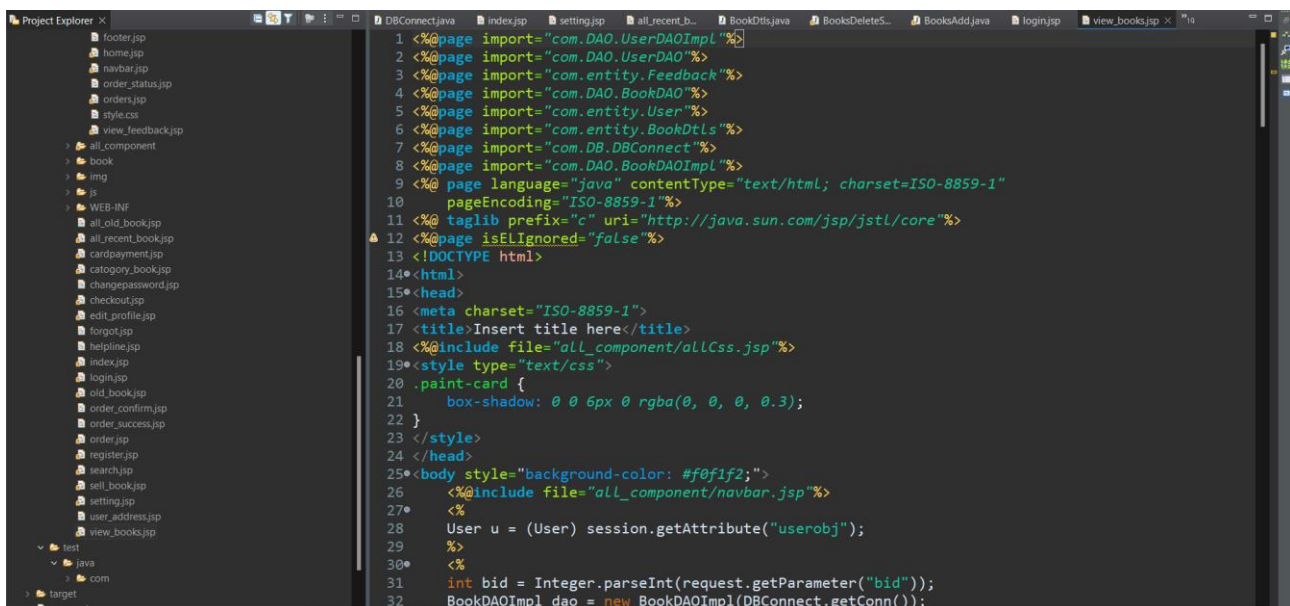 Project Explorer ×
footer.jsp
home.jsp
navbar.jsp
order_status.jsp
orders.jsp
style.css
view_feedback.jsp
all_component
book
img
js
WEB-INF
all_old_book.jsp
all_recent_book.jsp
cardpayment.jsp
catogory_book.jsp
changepassword.jsp
checkout.jsp
edit_profile.jsp
forgot.jsp
helpline.jsp
index.jsp
login.jsp
old_book.jsp
order_confirm.jsp
order_success.jsp
order.jsp
register.jsp
search.jsp
sell_book.jsp
setting.jsp
user_address.jsp
view_books.jsp
test
java
com
target
DBConnect.java index.jsp setting.jsp all_recent_b... BookDtls.java BooksDeleteS... BooksAdd.java login.jsp view_books.jsp × »19
1 <%@page import="com.DAO.UserDAOImpl"%>
2 <%@page import="com.DAO.UserDAO"%>
3 <%@page import="com.entity.Feedback"%>
4 <%@page import="com.DAO.BookDAO"%>
5 <%@page import="com.entity.User"%>
6 <%@page import="com.entity.BookDtls"%>
7 <%@page import="com.DB.DBConnect"%>
8 <%@page import="com.DAO.BookDAOImpl"%>
9 <%@ page language="java" contentType="text/html; charset=ISO-8859-1"
10 pageEncoding="ISO-8859-1"%>
11 <%@ taglib prefix="c" uri="http://java.sun.com/jsp/jstl/core"%>
12 <%@page isELIgnored="false"%>
13 <!DOCTYPE html>
14 <html>
15 <head>
16 <meta charset="ISO-8859-1">
17 <title>Insert title here</title>
18 <%@include file="all_component/allCss.jsp"%>
19 <style type="text/css">
20 .paint-card {
21 box-shadow: 0 0 6px 0 rgba(0, 0, 0, 0.3);
22 }
23 </style>
24 </head>
25 <body style="background-color: #f0f1f2;">
26 <%@include file="all_component/navbar.jsp"%>
27 <%
28 User u = (User) session.getAttribute("userobj");
29 %>
30 <%
31 int bid = Integer.parseInt(request.getParameter("bid"));
32 BookDAOImpl dao = new BookDAOImpl(DBConnect.getConn());